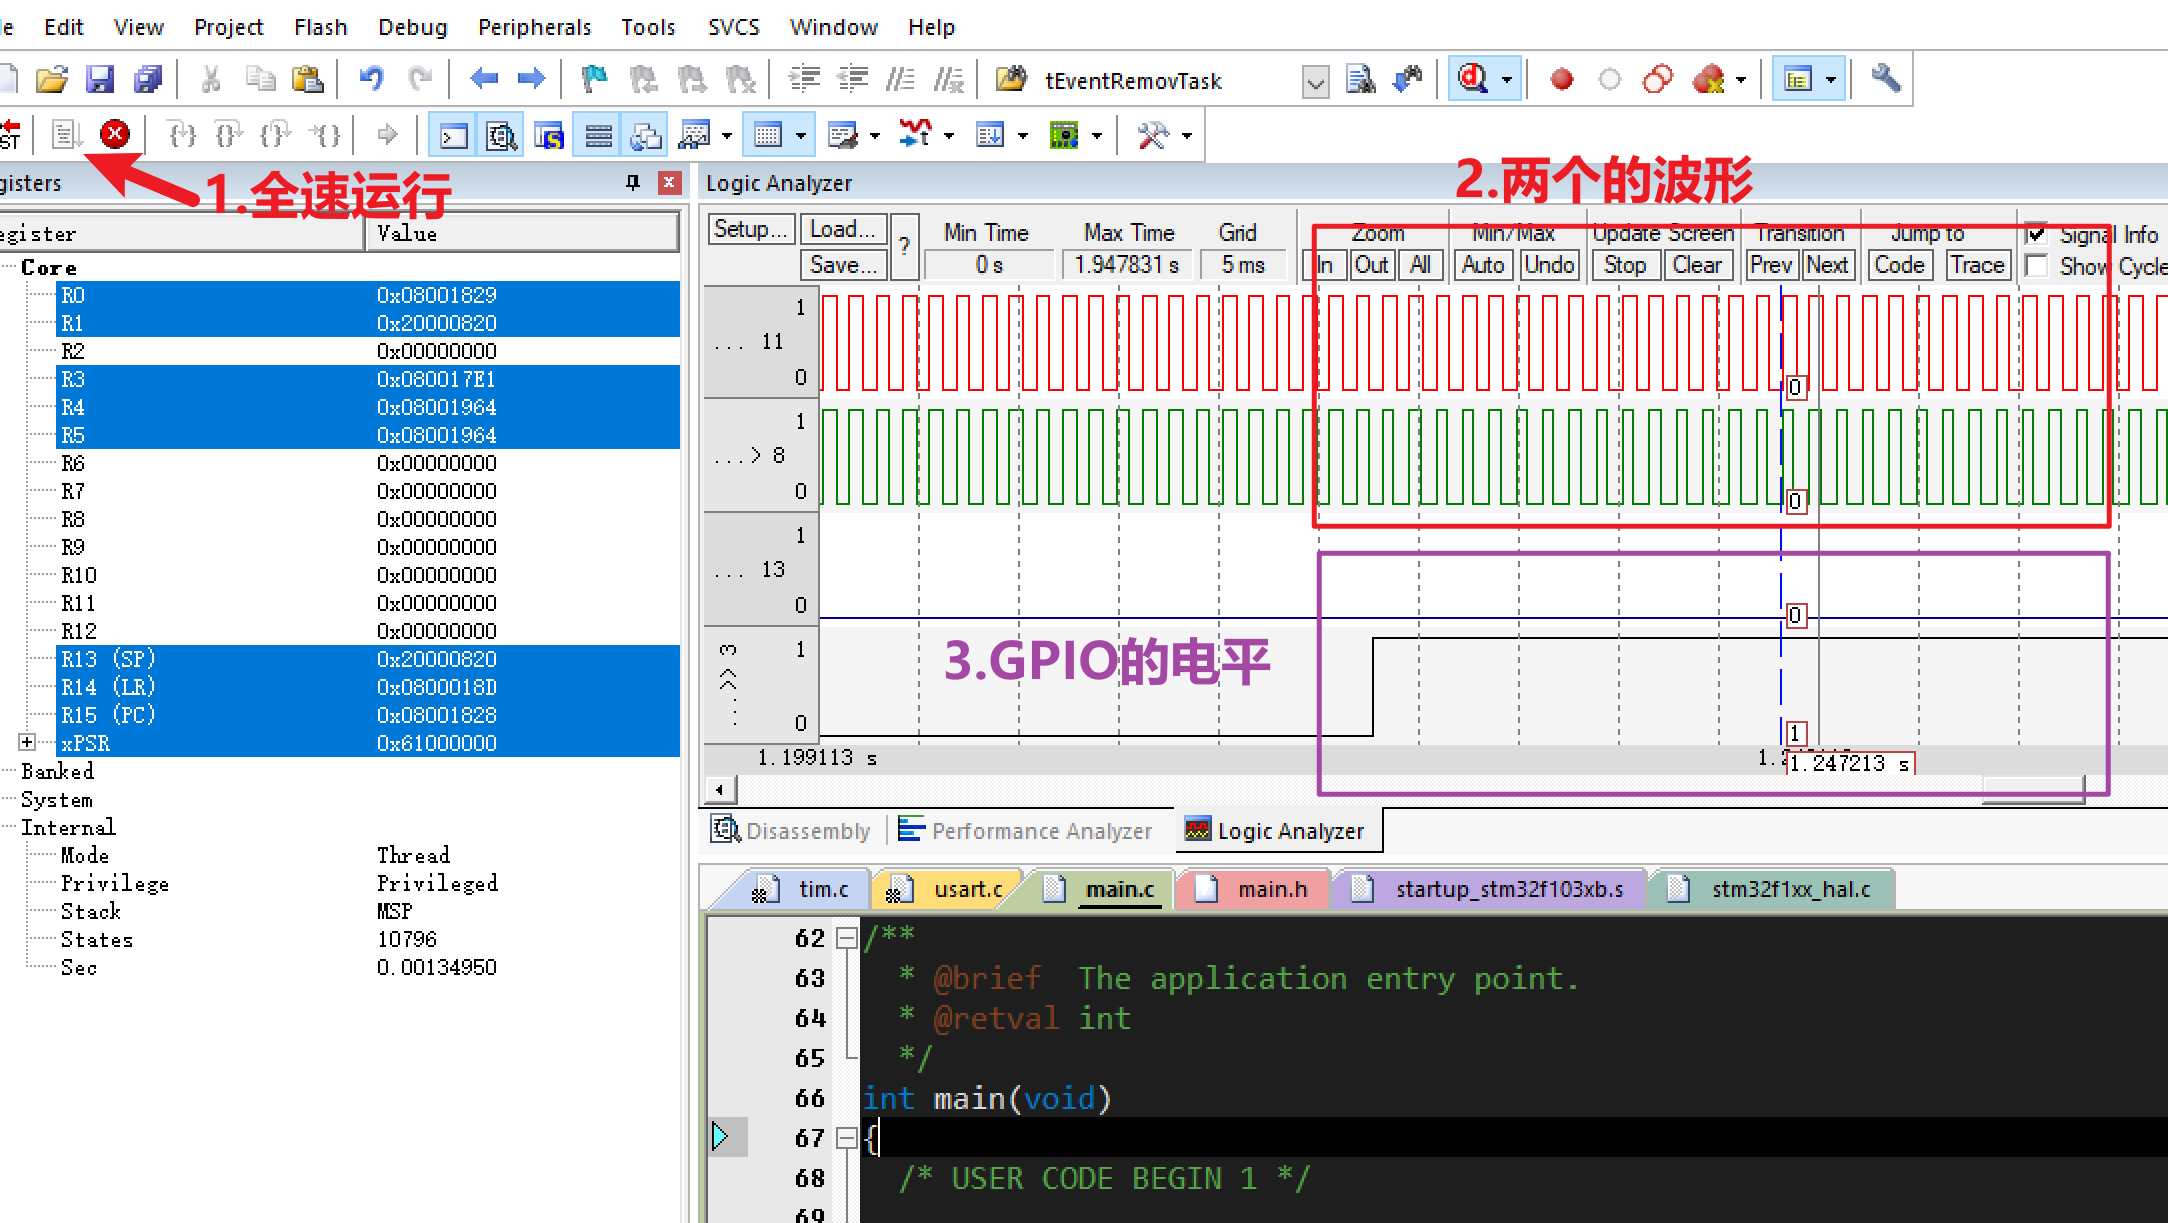 Edit View Project Flash Debug Peripherals Tools SVCS Window Help
tEventRemovTask
1.全速运行
2.两个的波形
gisters
egister Value
Core
R0 0x08001829
R1 0x20000820
R2 0x00000000
R3 0x080017E1
R4 0x08001964
R5 0x08001964
R6 0x00000000
R7 0x00000000
R8 0x00000000
R9 0x00000000
R10 0x00000000
R11 0x00000000
R12 0x00000000
R13 (SP) 0x20000820
R14 (LR) 0x0800018D
R15 (PC) 0x08001828
xPSR 0x61000000
Banked
System
Internal
Mode Thread
Privilege Privileged
Stack MSP
States 10796
Sec 0.00134950
Logic Analyzer
Setup... Load... ? Min Time Max Time Grid Zoom Min/Max Update Screen Transition Jump to Signal Info
Save... 0 s 1.947831 s 5 ms In Out All Auto Undo Stop Clear Prev Next Code Trace Show Cycle
1
... 11
0
0
1
...> 8
0
0
1
... 13
0
0
3.GPIO的电平
1
...>> 3
0
1
1.199113 s
1.247213 s
Disassembly Performance Analyzer Logic Analyzer
tim.c usart.c main.c main.h startup_stm32f103xb.s stm32f1xx_hal.c
62 /**
63 * @brief The application entry point.
64 * @retval int
65 */
66 int main(void)
67 {
68 /* USER CODE BEGIN 1 */
69